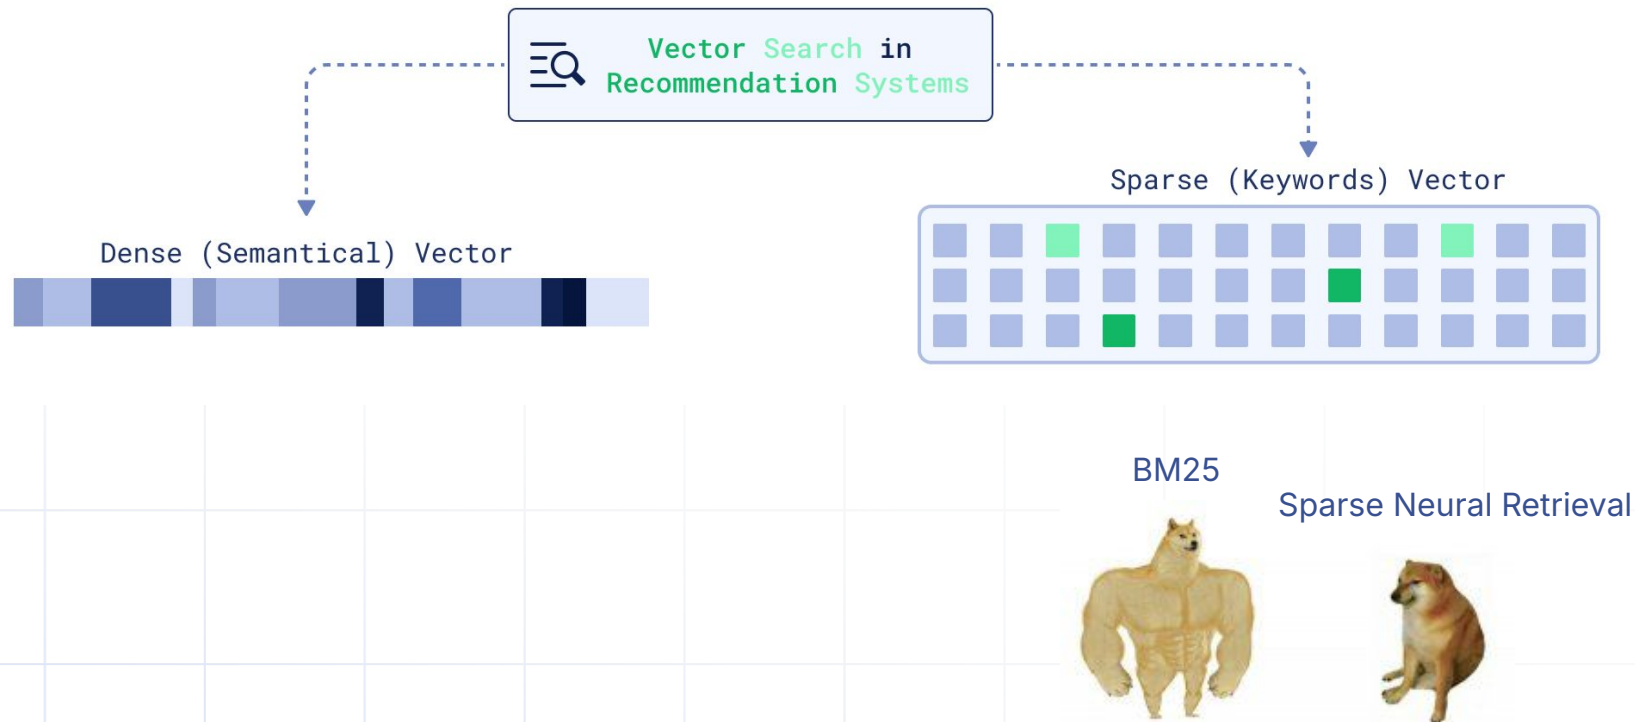 Vector Search in
Recommendation Systems
Sparse (Keywords) Vector
Dense (Semantical) Vector
BM25
Sparse Neural Retrieval